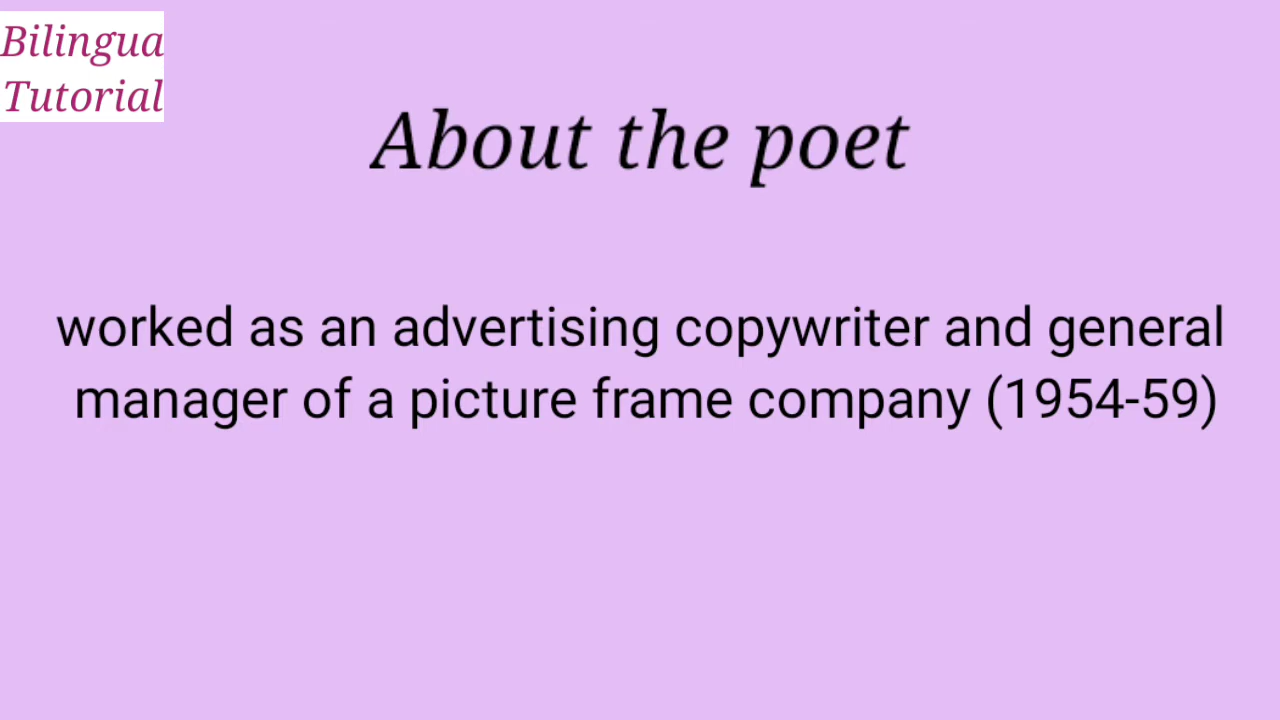 Bilingua
Tutorial
About the poet
worked as an advertising copywriter and general
manager of a picture frame company (1954-59)